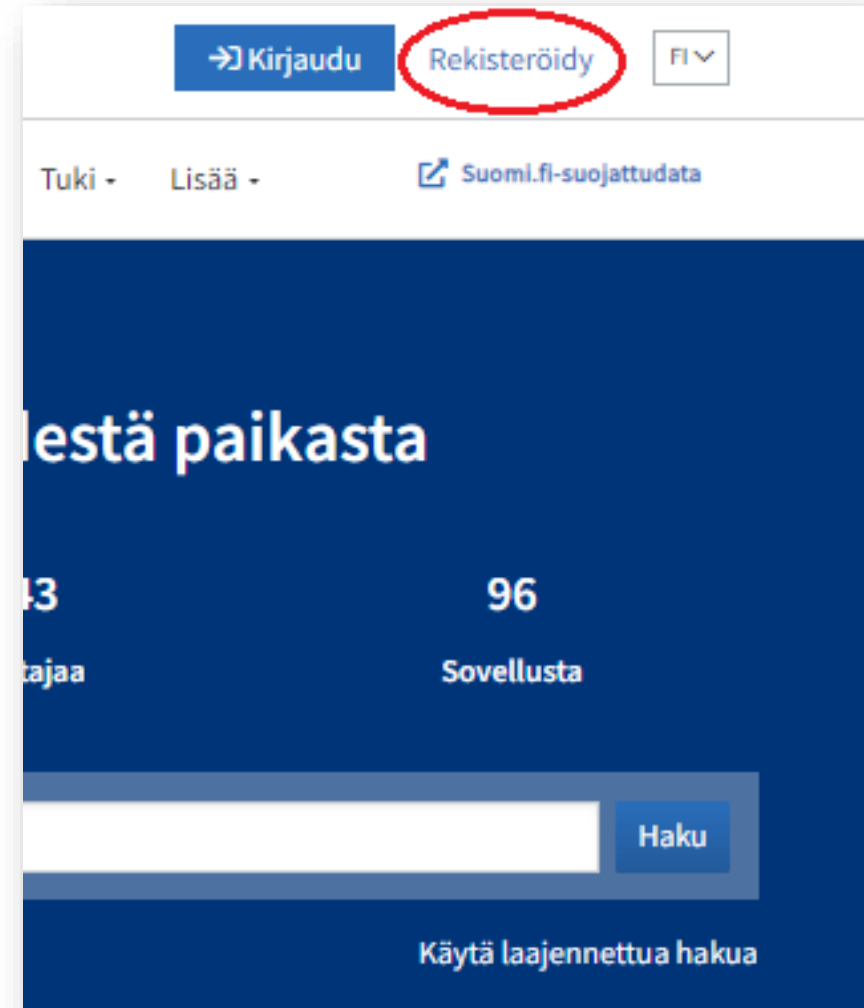 Kirjaudu Rekisteröidy FI
Tuki Lisää Suomi.fi-suojattudata
lestä paikasta
43 96
tajaa Sovellusta
Haku
Käytä laajennettua hakua